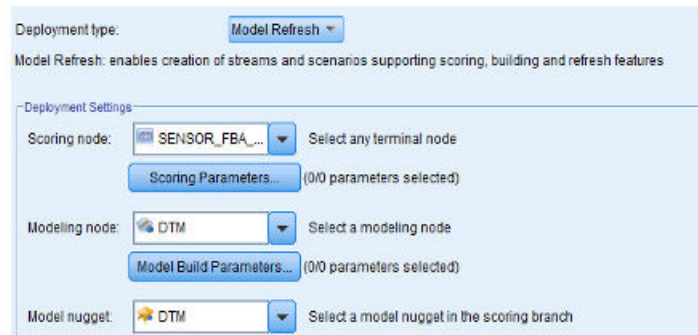 Deployment type: Model Refresh
Model Refresh: enables creation of streams and scenarios supporting scoring, building and refresh features
Deployment Settings
Scoring node: SENSOR_FBA_... Select any terminal node
Scoring Parameters... (0/0 parameters selected)
Modeling node: DTM Select a modeling node
Model Build Parameters... (0/0 parameters selected)
Model nugget: DTM Select a model nugget in the scoring branch